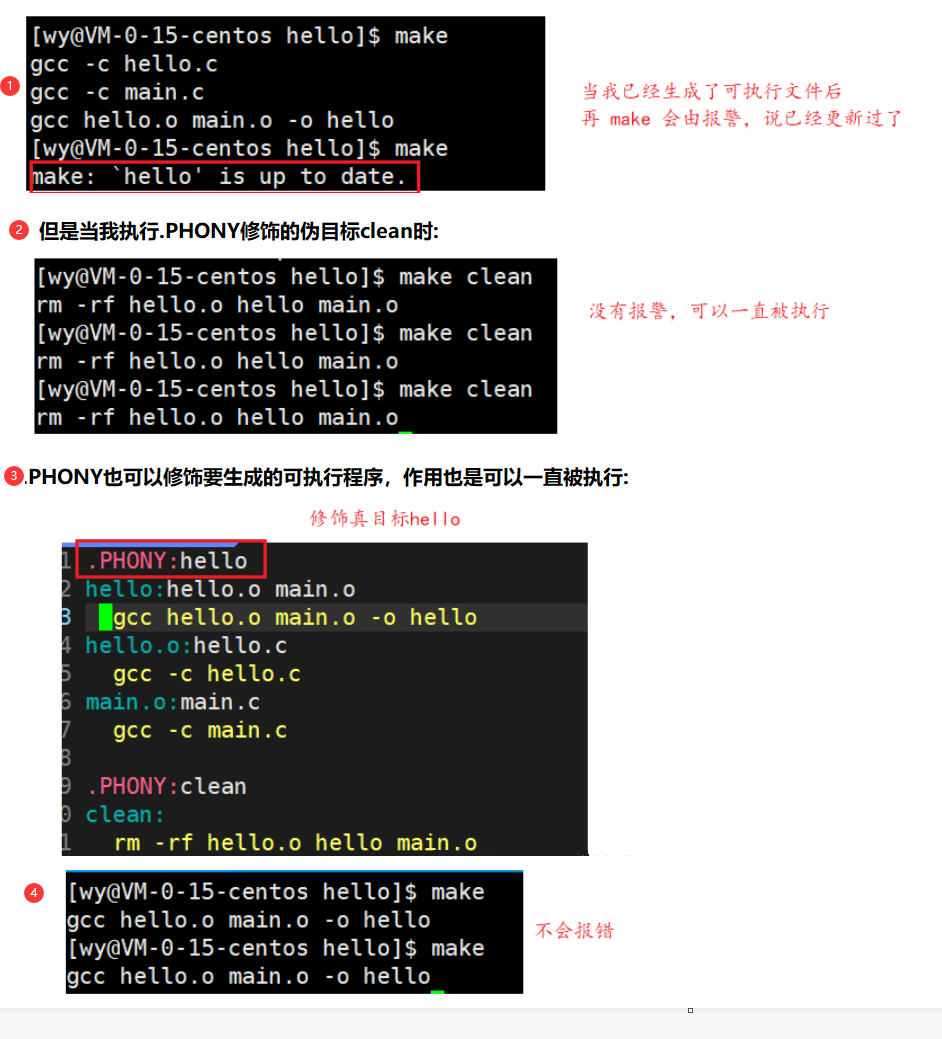 [wy@VM-0-15-centos hello]$ make
gcc -c hello.c
gcc -c main.c
gcc hello.o main.o -o hello
[wy@VM-0-15-centos hello]$ make
make: `hello' is up to date.
1
当我已经生成了可执行文件后
再 make 会由报警，说已经更新过了
2 但是当我执行.PHONY修饰的伪目标clean时:
[wy@VM-0-15-centos hello]$ make clean
rm -rf hello.o hello main.o
[wy@VM-0-15-centos hello]$ make clean
rm -rf hello.o hello main.o
[wy@VM-0-15-centos hello]$ make clean
rm -rf hello.o hello main.o
没有报警，可以一直被执行
3 .PHONY也可以修饰要生成的可执行程序，作用也是可以一直被执行:
修饰真目标hello
1 .PHONY:hello
2 hello:hello.o main.o
3 gcc hello.o main.o -o hello
4 hello.o:hello.c
5 gcc -c hello.c
6 main.o:main.c
7 gcc -c main.c
8
9 .PHONY:clean
0 clean:
1 rm -rf hello.o hello main.o
4
[wy@VM-0-15-centos hello]$ make
gcc hello.o main.o -o hello
[wy@VM-0-15-centos hello]$ make
gcc hello.o main.o -o hello
不会报错